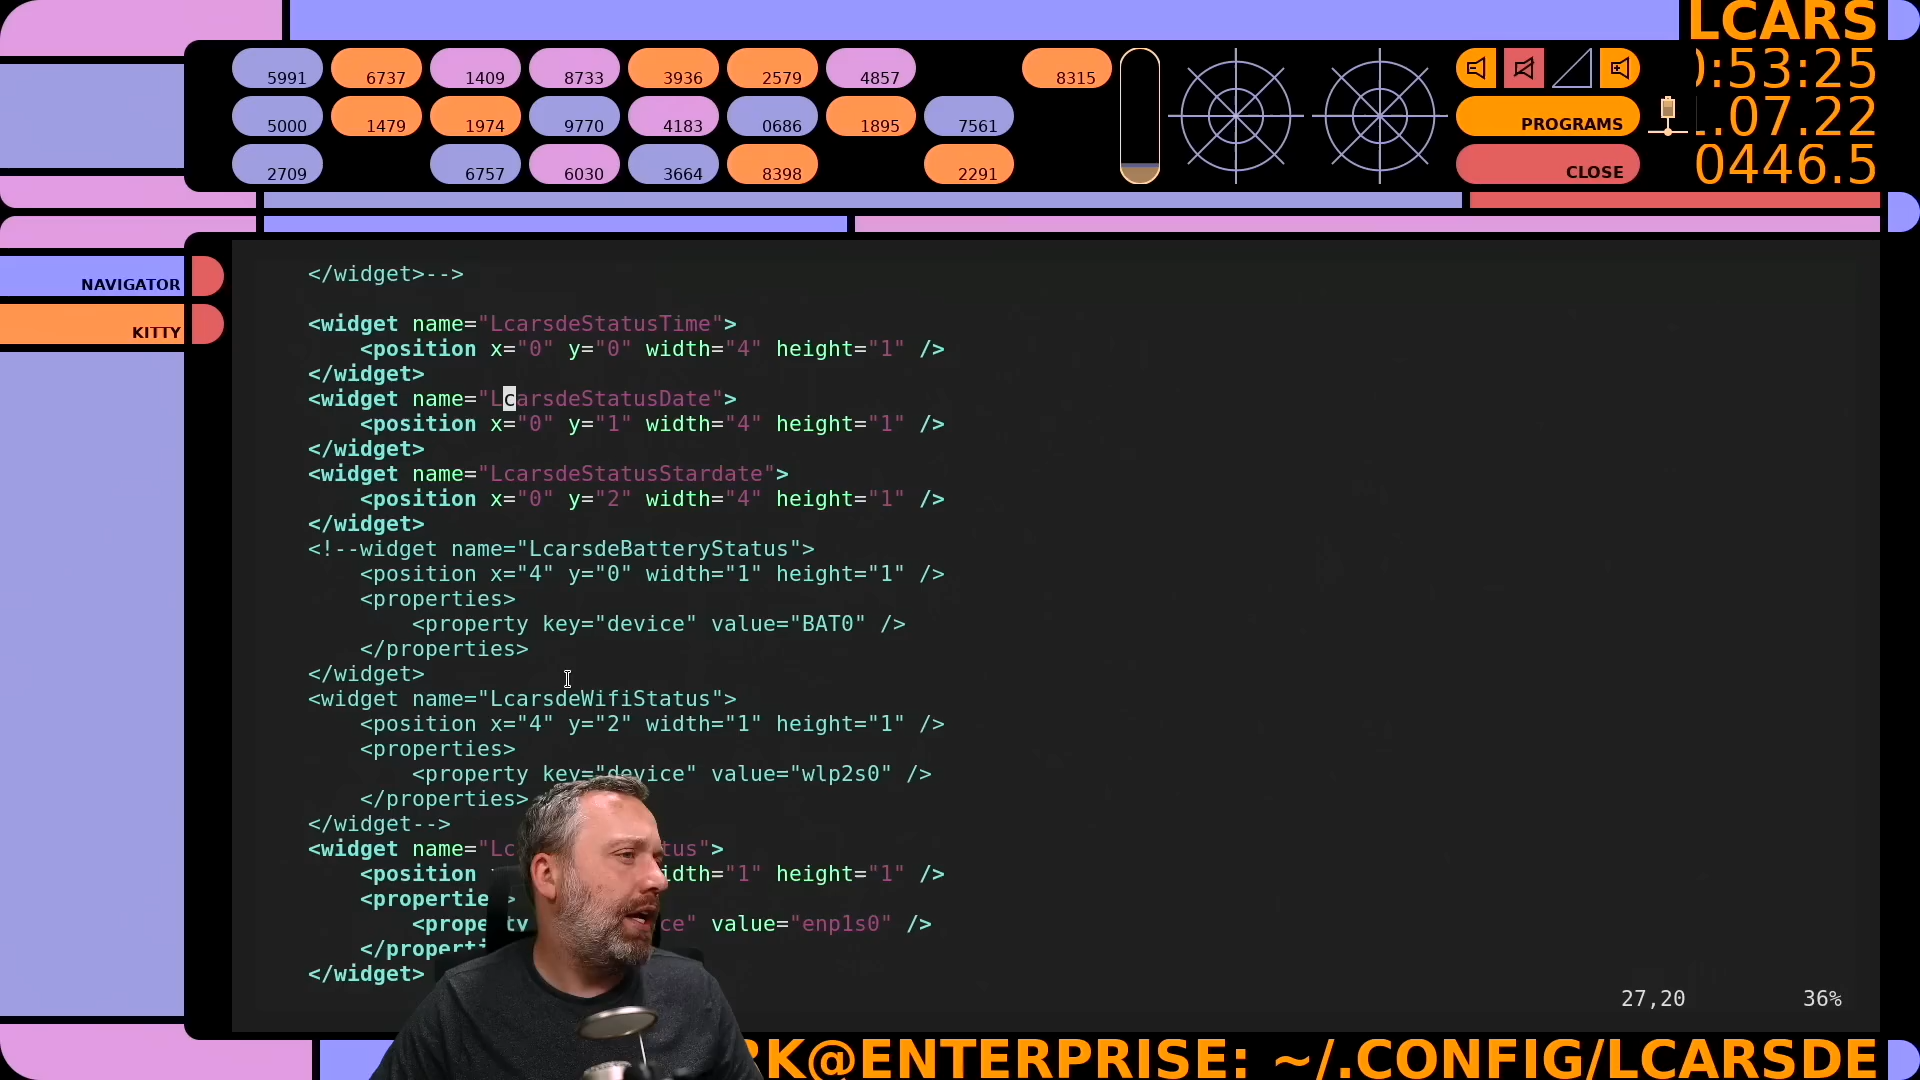 LCARS
5991 6737 1409 8733 3936 2579 4857 8315
:53:25
5000 1479 1974 9770 4183 0686 1895 7561
PROGRAMS
.07.22
2709 6757 6030 3664 8398 2291
CLOSE
0446.5
NAVIGATOR
KITTY
</widget>-->
<widget name="LcarsdeStatusTime">
<position x="0" y="0" width="4" height="1" />
</widget>
<widget name="LcarsdeStatusDate">
<position x="0" y="1" width="4" height="1" />
</widget>
<widget name="LcarsdeStatusStardate">
<position x="0" y="2" width="4" height="1" />
</widget>
<!--widget name="LcarsdeBatteryStatus">
<position x="4" y="0" width="1" height="1" />
<properties>
<property key="device" value="BAT0" />
</properties>
</widget>
<widget name="LcarsdeWifiStatus">
<position x="4" y="2" width="1" height="1" />
<properties>
<property key="device" value="wlp2s0" />
</properties>
</widget-->
<widget name="Lc tus">
<position idth="1" height="1" />
<propertie >
<prope ty ce" value="enp1s0" />
</properti
</widget>
27,20 36%
RK@ENTERPRISE: ~/.CONFIG/LCARSDE